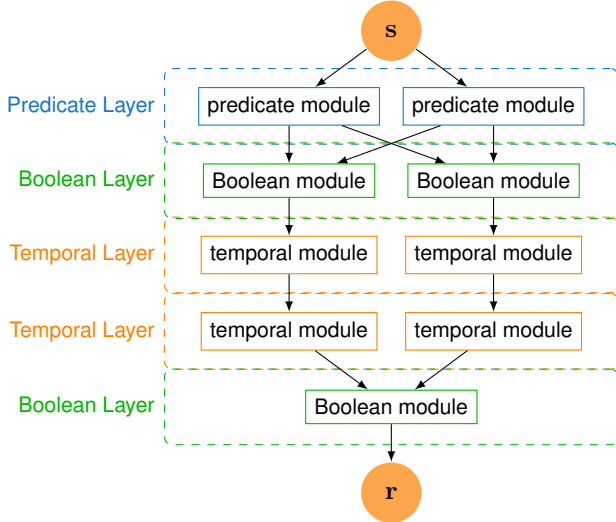 s
Predicate Layer
predicate module predicate module
Boolean Layer
Boolean module Boolean module
Temporal Layer
temporal module temporal module
Temporal Layer
temporal module temporal module
Boolean Layer
Boolean module
r